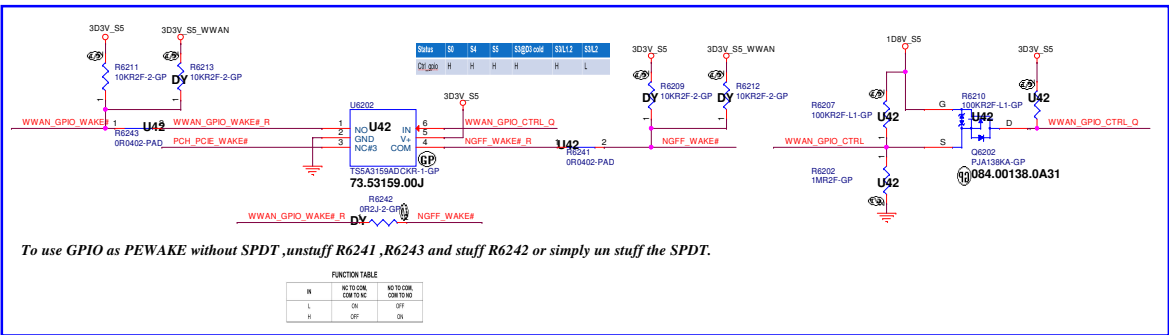 3D3V_S5
3D3V_S5_WWAN
R6211
10KR2F-2-GP
R6213
10KR2F-2-GP
DY
WWAN_GPIO_WAKE#
1
2
WWAN_GPIO_WAKE#_R
R6243
0R0402-PAD
U42
PCH_PCIE_WAKE#
U6202
U42
1 NO IN 6
2 GND V+ 5
3 NC#3 COM 4
TS5A3159ADCKR-1-GP
73.53159.00J
GP
3D3V_S5
WWAN_GPIO_CTRL_Q
NGFF_WAKE#_R
Status S0 S4 S5 S3@D3 cold S3/L1.2 S3/L2
Ctrl_gpio H H H H H L
U42
R6241
0R0402-PAD
1
2
NGFF_WAKE#
3D3V_S5
3D3V_S5_WWAN
R6209
10KR2F-2-GP
DY
R6212
10KR2F-2-GP
DY
1D8V_S5
3D3V_S5
R6207
100KR2F-L1-GP
U42
R6210
100KR2F-L1-GP
U42
G
D
S
U42
WWAN_GPIO_CTRL_Q
WWAN_GPIO_CTRL
Q6202
PJA138KA-GP
084.00138.0A31
R6202
1MR2F-GP
U42
R6242
0R2J-2-GP
WWAN_GPIO_WAKE#_R
DY
NGFF_WAKE#
To use GPIO as PEWAKE without SPDT ,unstuff R6241 ,R6243 and stuff R6242 or simply un stuff the SPDT.
FUNCTION TABLE
IN NC TO COM, COM TO NC NO TO COM, COM TO NO
L ON OFF
H OFF ON